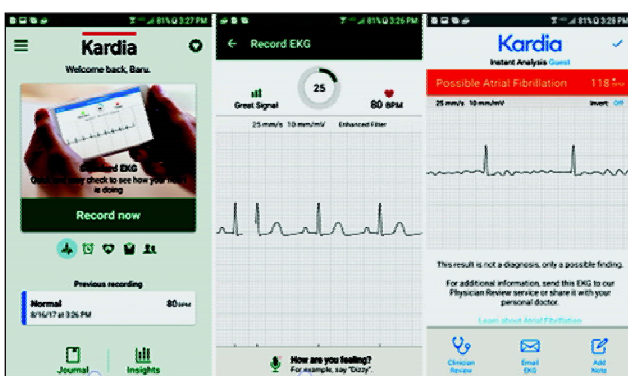 81% 3:27 PM
Kardia
Welcome back, Baru.
Record EKG
is doing
Record now
Previous recording
Normal
80 BPM
8/16/17 at 3:26 PM
Journal
Insights
81% 3:26 PM
Record EKG
25
Great Signal
80 BPM
25 mm/s 10 mm/mV Enhanced Filter
How are you feeling?
For example, say "Dizzy".
81% 3:28 PM
Kardia
Instant Analysis Guest
Possible Atrial Fibrillation 118
25 mm/s 10 mm/mV Invert Off
This result is not a diagnosis, only a possible finding.
For additional information, send this EKG to our
Physician Review service or share it with your
personal doctor.
Learn about Atrial Fibrillation
Clinician
Review
Email
EKG
Add
Note